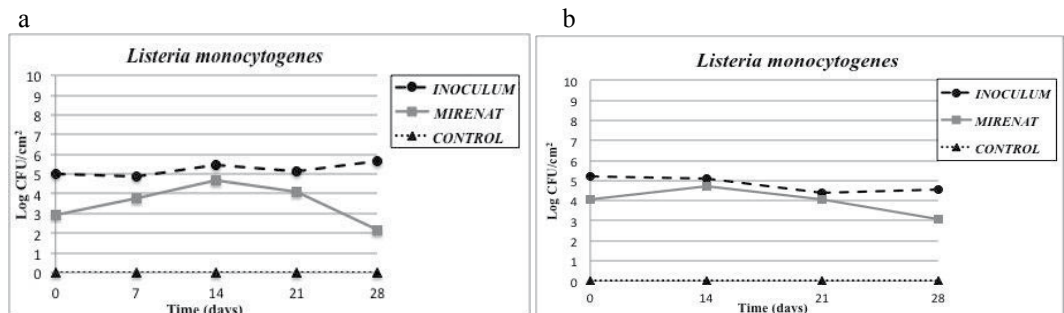 a
Listeria monocytogenes
10
9
8
7
6
5
4
3
2
1
0
Log CFU/cm²
0 7 14 21 28
Time (days)
INOCULUM
MIRENAT
CONTROL
b
Listeria monocytogenes
10
9
8
7
6
5
4
3
2
1
0
Log CFU/cm²
0 14 21 28
Time (days)
INOCULUM
MIRENAT
CONTROL